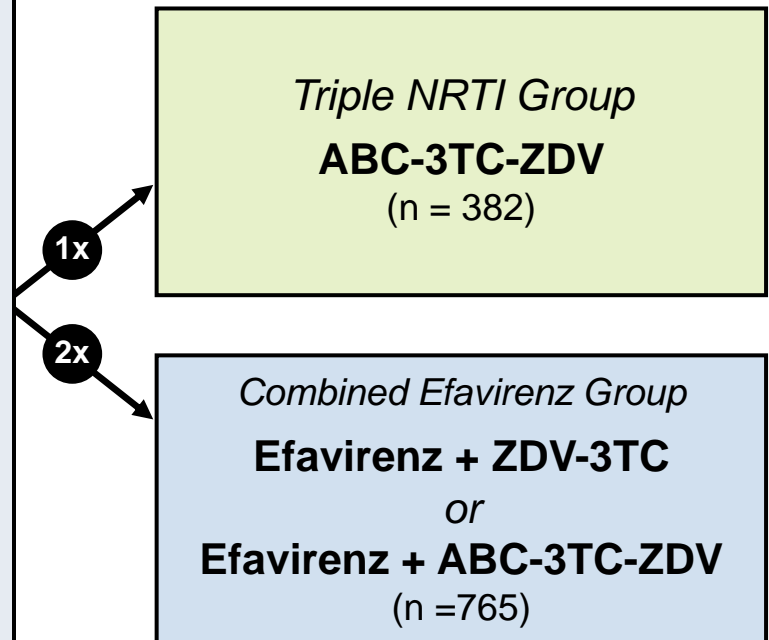 Triple NRTI Group
ABC-3TC-ZDV
(n = 382)
1x
2x
Combined Efavirenz Group
Efavirenz + ZDV-3TC
or
Efavirenz + ABC-3TC-ZDV
(n =765)